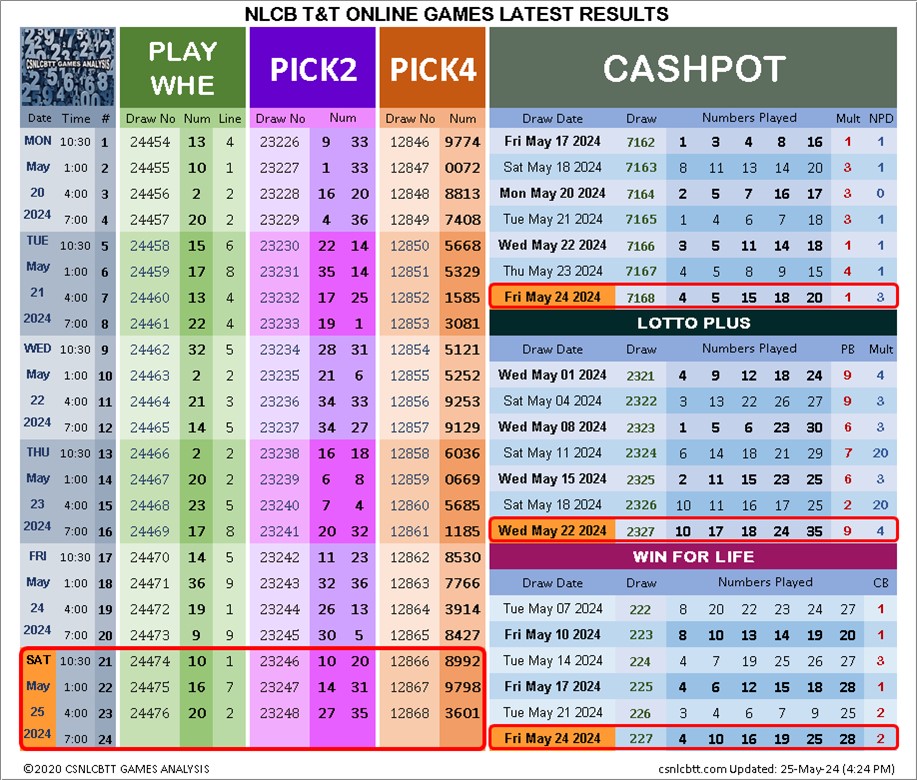 NLCB T&T ONLINE GAMES LATEST RESULTS
CSNLCBTT GAMES ANALYSIS
PLAY WHE PICK2 PICK4 CASHPOT
Date Time # Draw No Num Line Draw No Num Draw No Num Draw Date Draw Numbers Played Mult NPD
MON 10:30 1 24454 13 4 23226 9 33 12846 9774 Fri May 17 2024 7162 1 3 4 8 16 1 1
May 1:00 2 24455 10 1 23227 1 33 12847 0072 Sat May 18 2024 7163 8 11 13 14 20 3 1
20 4:00 3 24456 2 2 23228 16 20 12848 8813 Mon May 20 2024 7164 2 5 7 16 17 3 0
2024 7:00 4 24457 20 2 23229 4 36 12849 7408 Tue May 21 2024 7165 1 4 6 7 18 3 1
TUE 10:30 5 24458 15 6 23230 22 14 12850 5668 Wed May 22 2024 7166 3 5 11 14 18 1 1
May 1:00 6 24459 17 8 23231 35 14 12851 5329 Thu May 23 2024 7167 4 5 8 9 15 4 1
21 4:00 7 24460 13 4 23232 17 25 12852 1585 Fri May 24 2024 7168 4 5 15 18 20 1 3
2024 7:00 8 24461 22 4 23233 19 1 12853 3081 LOTTO PLUS
WED 10:30 9 24462 32 5 23234 28 31 12854 5121 Draw Date Draw Numbers Played PB Mult
May 1:00 10 24463 2 2 23235 21 6 12855 5252 Wed May 01 2024 2321 4 9 12 18 24 9 4
22 4:00 11 24464 21 3 23236 34 33 12856 9253 Sat May 04 2024 2322 3 13 22 26 27 9 3
2024 7:00 12 24465 14 5 23237 34 27 12857 9129 Wed May 08 2024 2323 1 5 6 23 30 6 3
THU 10:30 13 24466 2 2 23238 16 18 12858 6036 Sat May 11 2024 2324 6 14 18 21 29 7 20
May 1:00 14 24467 20 2 23239 6 8 12859 0669 Wed May 15 2024 2325 2 11 15 23 25 6 3
23 4:00 15 24468 23 5 23240 7 4 12860 5685 Sat May 18 2024 2326 10 11 16 17 25 2 20
2024 7:00 16 24469 17 8 23241 20 32 12861 1185 Wed May 22 2024 2327 10 17 18 24 35 9 4
FRI 10:30 17 24470 14 5 23242 11 23 12862 8530 WIN FOR LIFE
May 1:00 18 24471 36 9 23243 32 36 12863 7766 Draw Date Draw Numbers Played CB
24 4:00 19 24472 19 1 23244 26 13 12864 3914 Tue May 07 2024 222 8 20 22 23 24 27 1
2024 7:00 20 24473 9 9 23245 30 5 12865 8427 Fri May 10 2024 223 8 10 13 14 19 20 1
SAT 10:30 21 24474 10 1 23246 10 20 12866 8992 Tue May 14 2024 224 4 7 19 25 26 27 3
May 1:00 22 24475 16 7 23247 14 31 12867 9798 Fri May 17 2024 225 4 6 12 15 18 28 1
25 4:00 23 24476 20 2 23248 27 35 12868 3601 Tue May 21 2024 226 3 4 6 7 9 25 2
2024 7:00 24 Fri May 24 2024 227 4 10 16 19 25 28 2
©2020 CSNLCBTT GAMES ANALYSIS csnlcbtt.com Updated: 25-May-24 (4:24 PM)